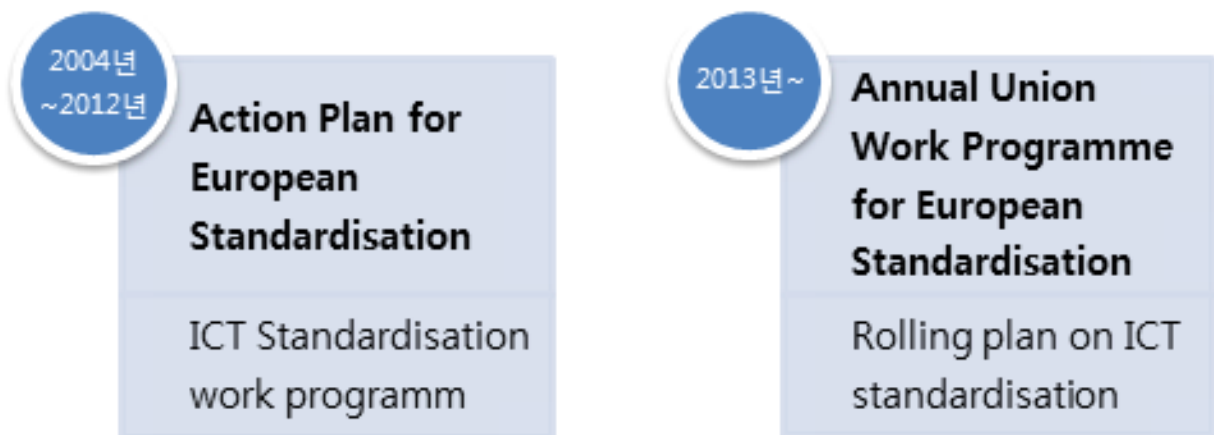 2004년
~2012년
Action Plan for
European
Standardisation
ICT Standardisation
work programm
2013년~
Annual Union
Work Programme
for European
Standardisation
Rolling plan on ICT
standardisation